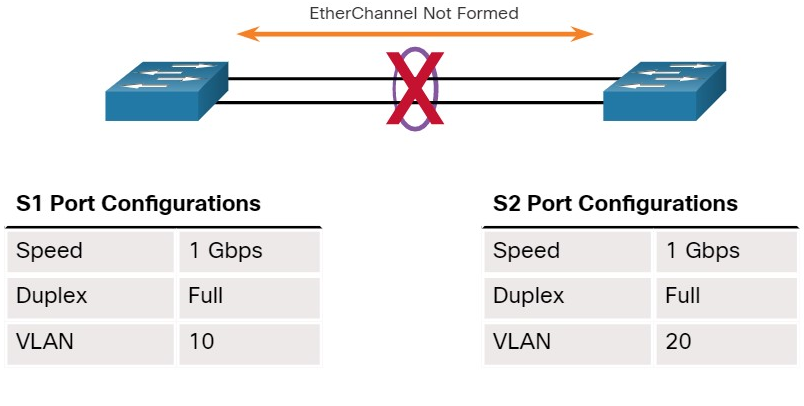 EtherChannel Not Formed
S1 Port Configurations
Speed 1 Gbps
Duplex Full
VLAN 10
S2 Port Configurations
Speed 1 Gbps
Duplex Full
VLAN 20